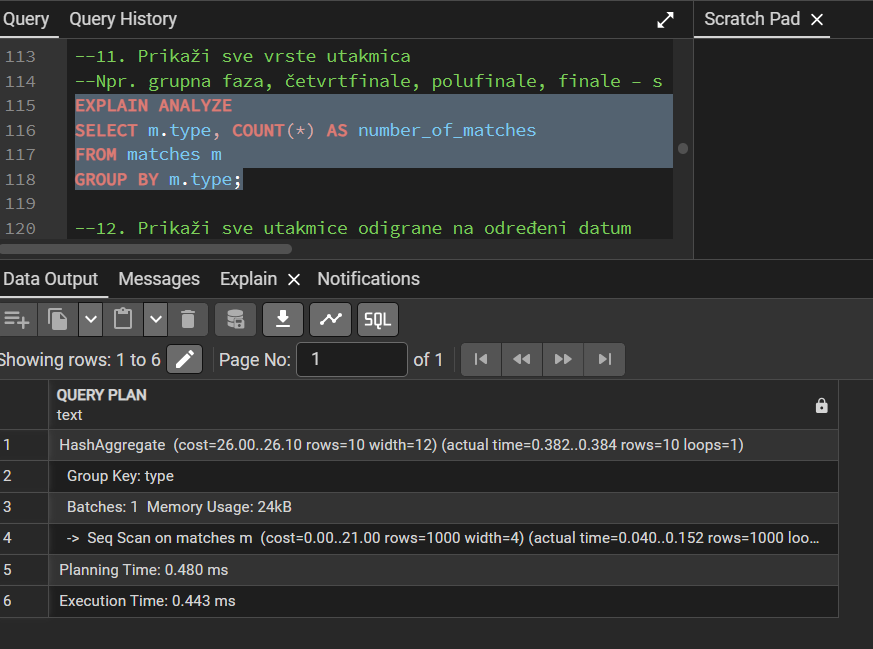 Query Query History Scratch Pad
113 --11. Prikaži sve vrste utakmica
114 --Npr. grupna faza, četvrtfinale, polufinale, finale – s
115 EXPLAIN ANALYZE
116 SELECT m.type, COUNT(*) AS number_of_matches
117 FROM matches m
118 GROUP BY m.type;
119
120 --12. Prikaži sve utakmice odigrane na određeni datum
Data Output Messages Explain Notifications
SQL
Showing rows: 1 to 6 Page No: 1 of 1
QUERY PLAN
text
1 HashAggregate (cost=26.00..26.10 rows=10 width=12) (actual time=0.382..0.384 rows=10 loops=1)
2 Group Key: type
3 Batches: 1 Memory Usage: 24kB
4 -> Seq Scan on matches m (cost=0.00..21.00 rows=1000 width=4) (actual time=0.040..0.152 rows=1000 loo...
5 Planning Time: 0.480 ms
6 Execution Time: 0.443 ms